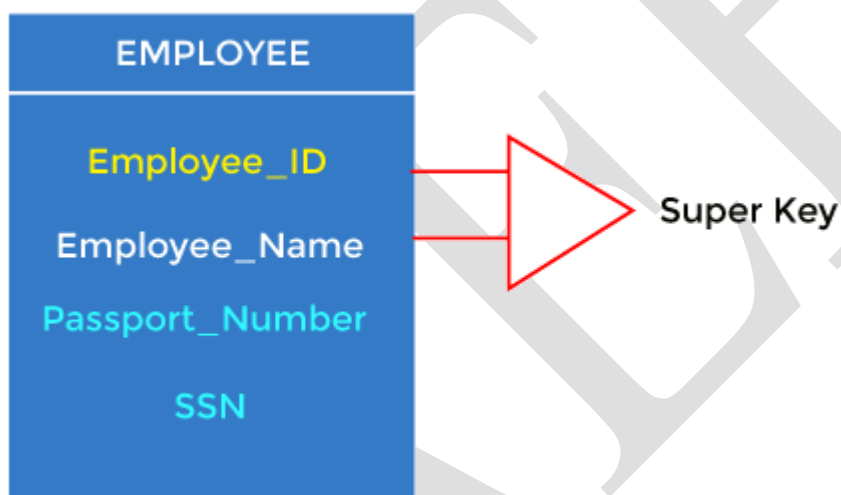 EMPLOYEE
Employee_ID
Employee_Name
Super Key
Passport_Number
SSN